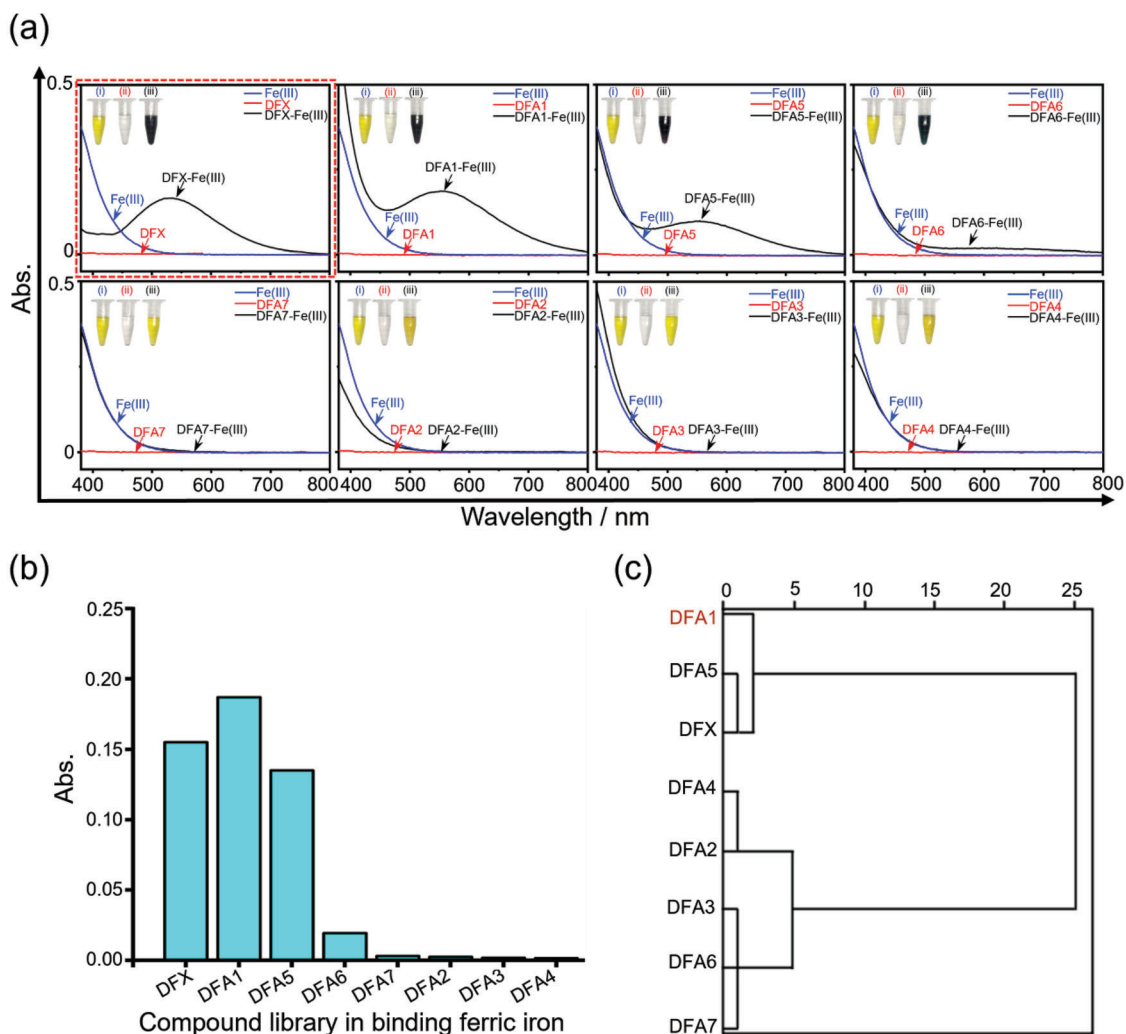 (a)
Abs.
0.5
0
(i) (ii) (iii)
Fe(III)
DFX
DFX-Fe(III)
DFX-Fe(III)
Fe(III)
DFX
(i) (ii) (iii)
Fe(III)
DFA1
DFA1-Fe(III)
DFA1-Fe(III)
Fe(III)
DFA1
(i) (ii) (iii)
Fe(III)
DFA5
DFA5-Fe(III)
DFA5-Fe(III)
Fe(III)
DFA5
(i) (ii) (iii)
Fe(III)
DFA6
DFA6-Fe(III)
Fe(III)
DFA6
DFA6-Fe(III)
0.5
0
(i) (ii) (iii)
Fe(III)
DFA7
DFA7-Fe(III)
Fe(III)
DFA7
DFA7-Fe(III)
(i) (ii) (iii)
Fe(III)
DFA2
DFA2-Fe(III)
Fe(III)
DFA2
DFA2-Fe(III)
(i) (ii) (iii)
Fe(III)
DFA3
DFA3-Fe(III)
Fe(III)
DFA3
DFA3-Fe(III)
(i) (ii) (iii)
Fe(III)
DFA4
DFA4-Fe(III)
Fe(III)
DFA4
DFA4-Fe(III)
400 500 600 700 800 400 500 600 700 800 400 500 600 700 800 400 500 600 700 800
Wavelength / nm
(b)
Abs.
0.25
0.20
0.15
0.10
0.05
0.00
DFX DFA1 DFA5 DFA6 DFA7 DFA2 DFA3 DFA4
Compound library in binding ferric iron
(c)
0 5 10 15 20 25
DFA1
DFA5
DFX
DFA4
DFA2
DFA3
DFA6
DFA7